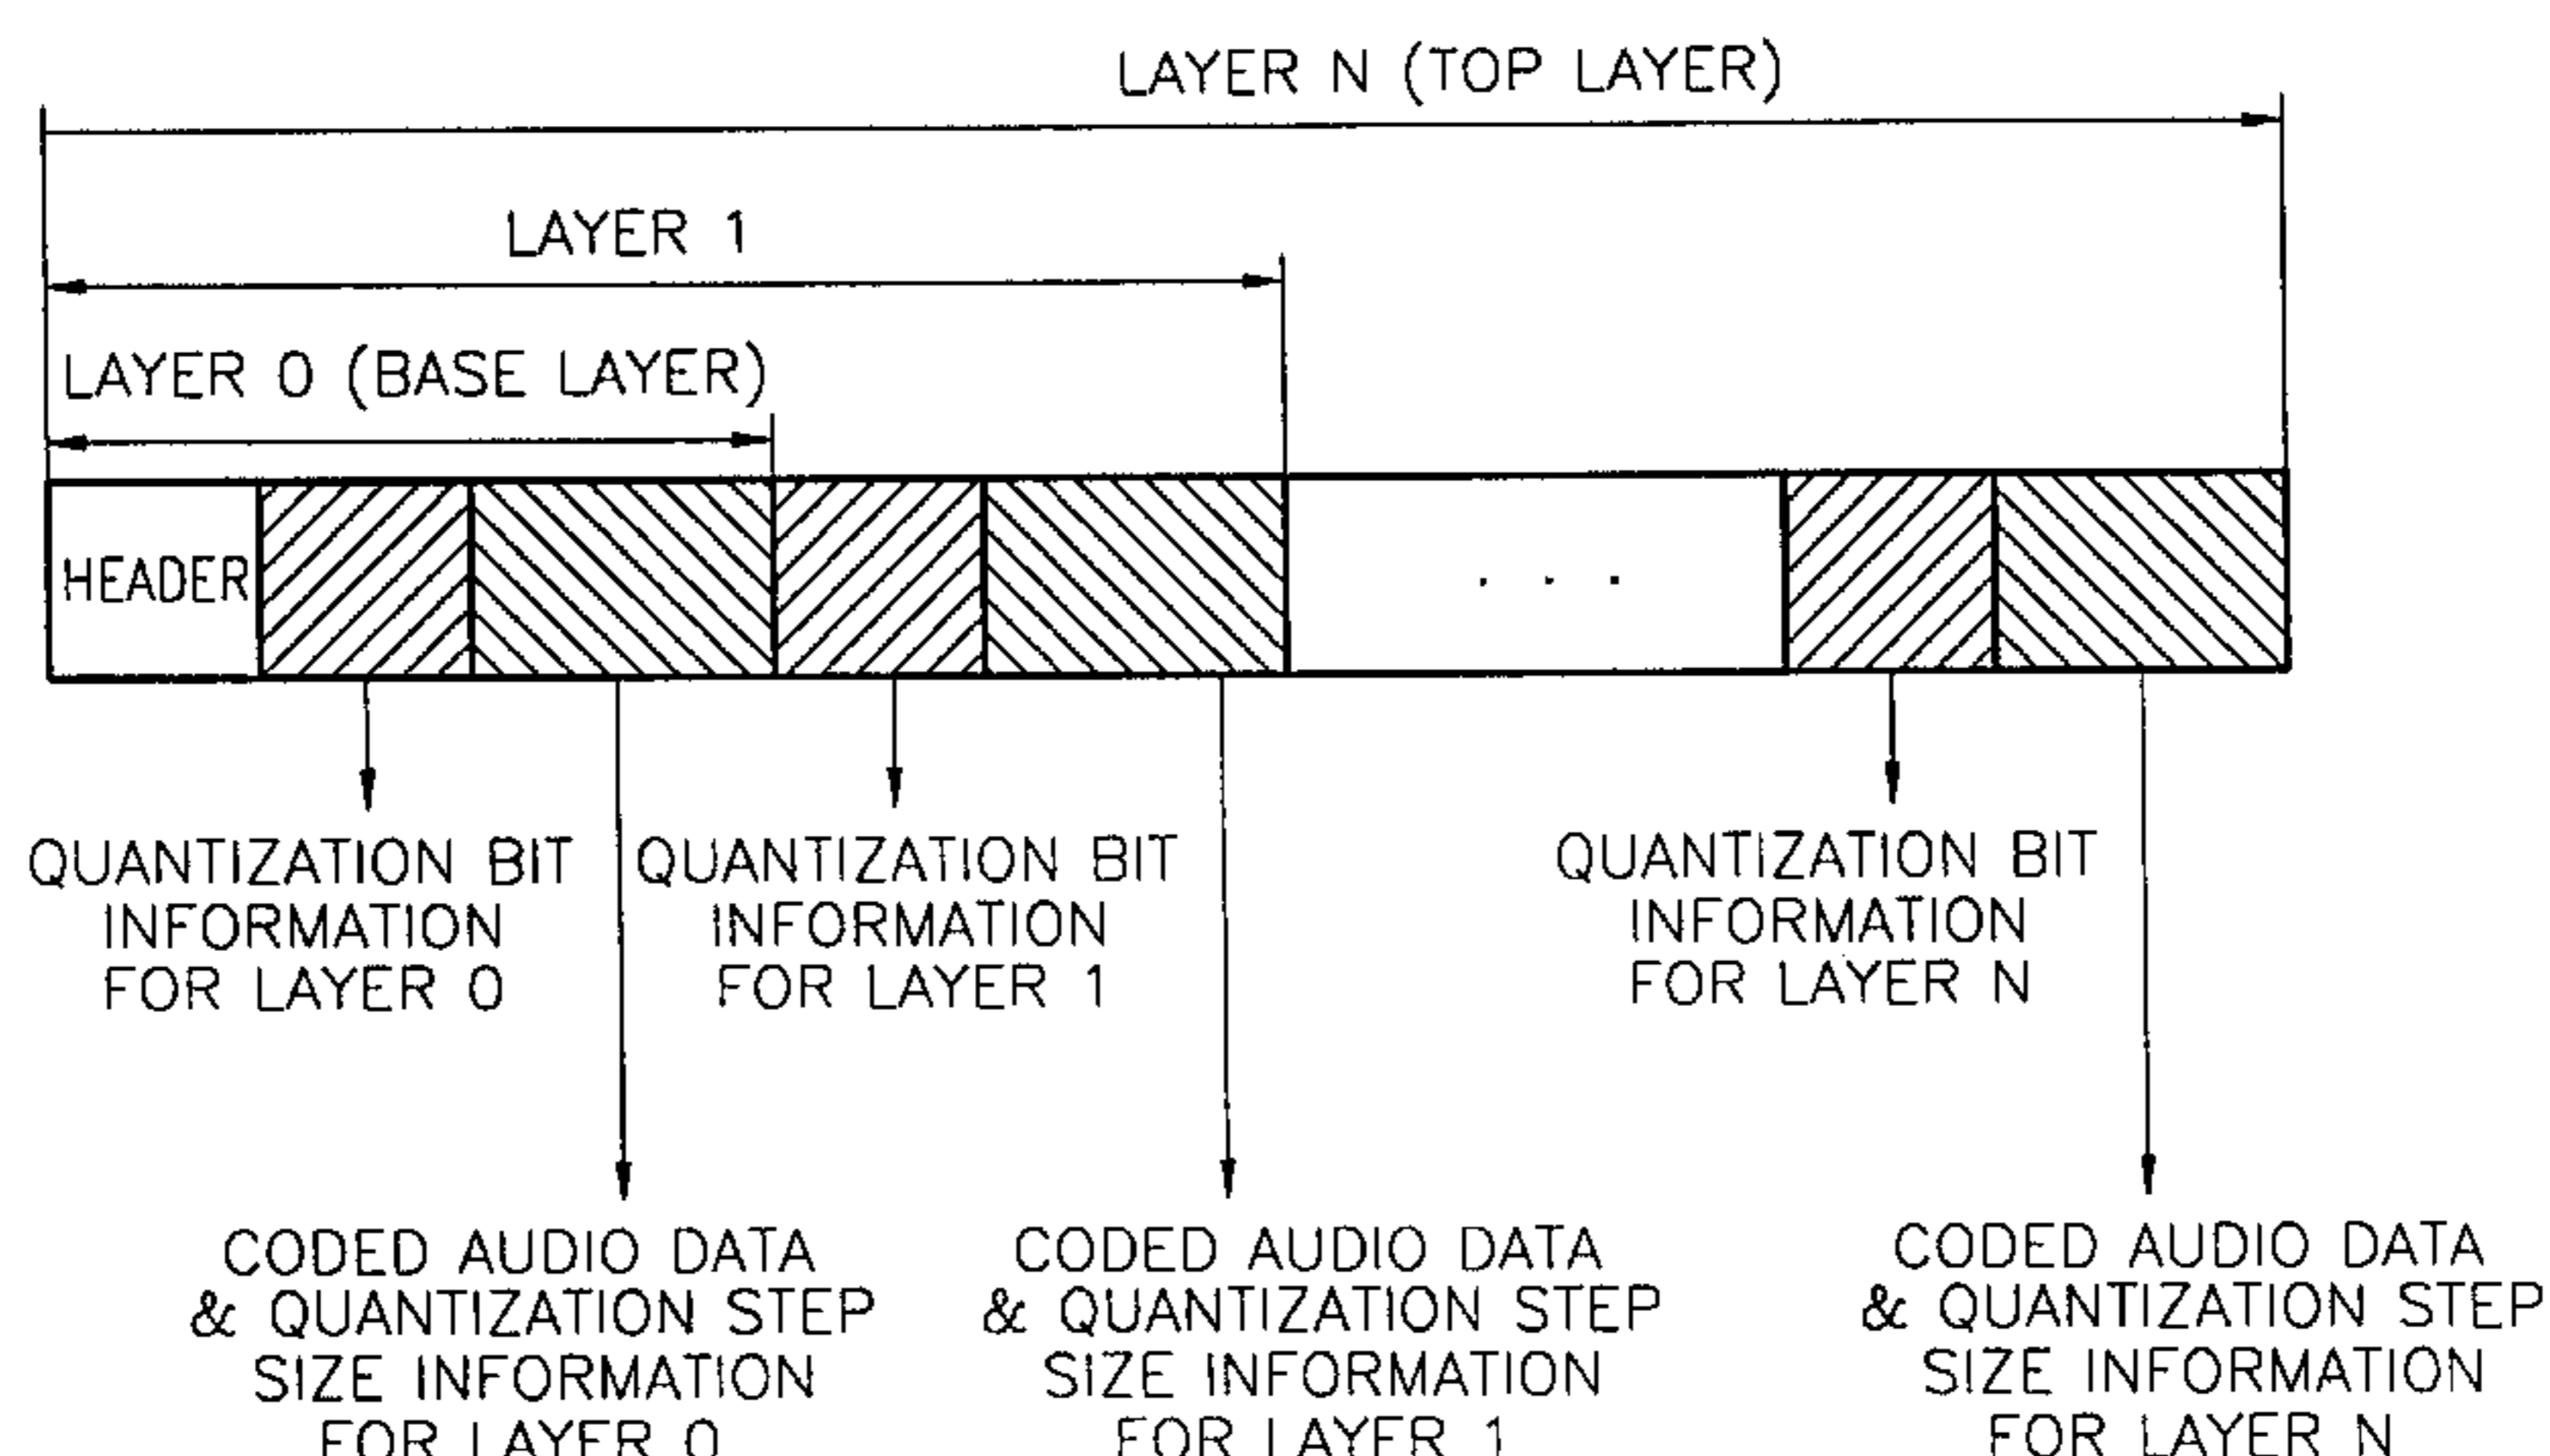 LAYER N (TOP LAYER)
LAYER 1
LAYER 0 (BASE LAYER)
HEADER
. . .
QUANTIZATION BIT
INFORMATION
FOR LAYER 0
QUANTIZATION BIT
INFORMATION
FOR LAYER 1
QUANTIZATION BIT
INFORMATION
FOR LAYER N
CODED AUDIO DATA
& QUANTIZATION STEP
SIZE INFORMATION
FOR LAYER 0
CODED AUDIO DATA
& QUANTIZATION STEP
SIZE INFORMATION
FOR LAYER 1
CODED AUDIO DATA
& QUANTIZATION STEP
SIZE INFORMATION
FOR LAYER N